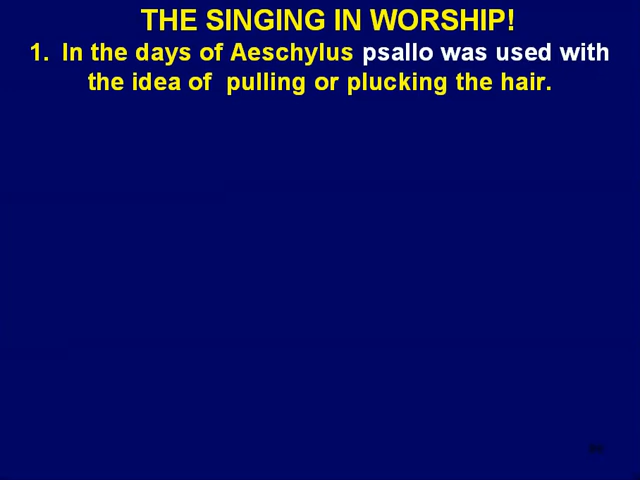 THE SINGING IN WORSHIP!
1. In the days of Aeschylus psallo was used with
the idea of pulling or plucking the hair.